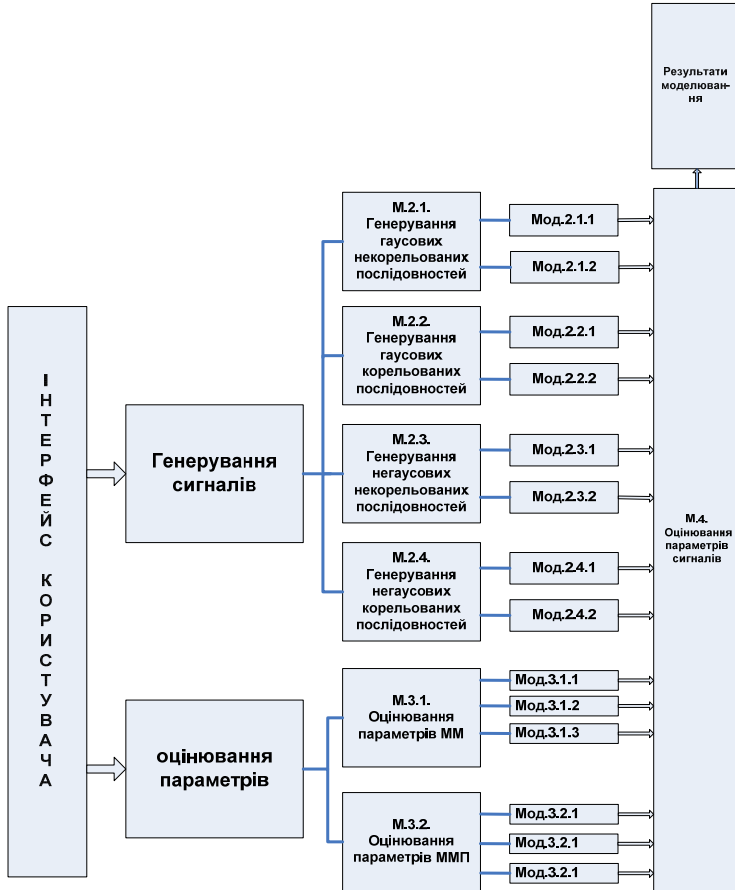 Результати
моделюван-
ня
М.2.1.
Генерування
гаусових
некорельованих
послідовностей
Мод.2.1.1
Мод.2.1.2
М.2.2.
Генерування
гаусових
корельованих
послідовностей
Мод.2.2.1
Мод.2.2.2
ІНТЕРФЕЙС КОРИСТУВАЧА
Генерування
сигналів
М.2.3.
Генерування
негаусових
некорельованих
послідовностей
Мод.2.3.1
Мод.2.3.2
М.4.
Оцінювання
параметрів
сигналів
М.2.4.
Генерування
негаусових
корельованих
послідовностей
Мод.2.4.1
Мод.2.4.2
оцінювання
параметрів
М.3.1.
Оцінювання
параметрів ММ
Мод.3.1.1
Мод.3.1.2
Мод.3.1.3
М.3.2.
Оцінювання
параметрів ММП
Мод.3.2.1
Мод.3.2.1
Мод.3.2.1